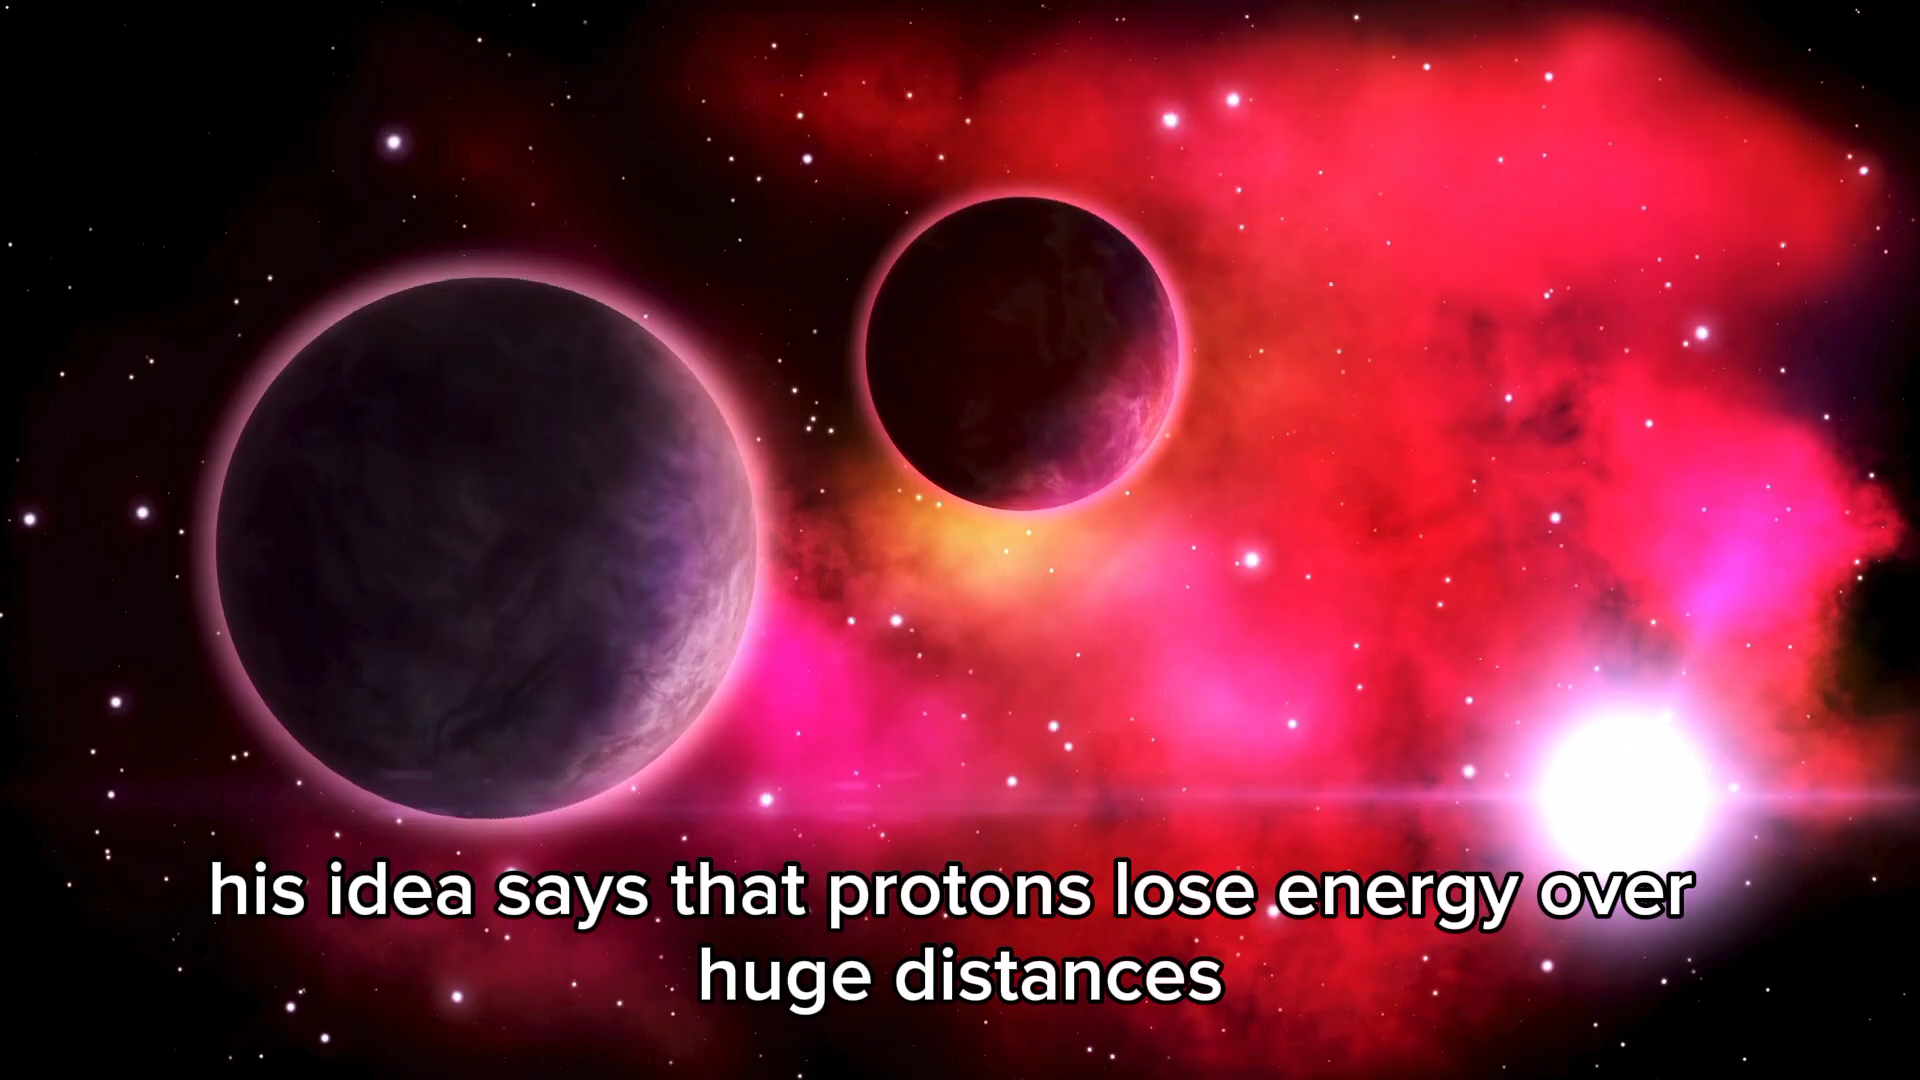 his idea says that protons lose energy over
huge distances